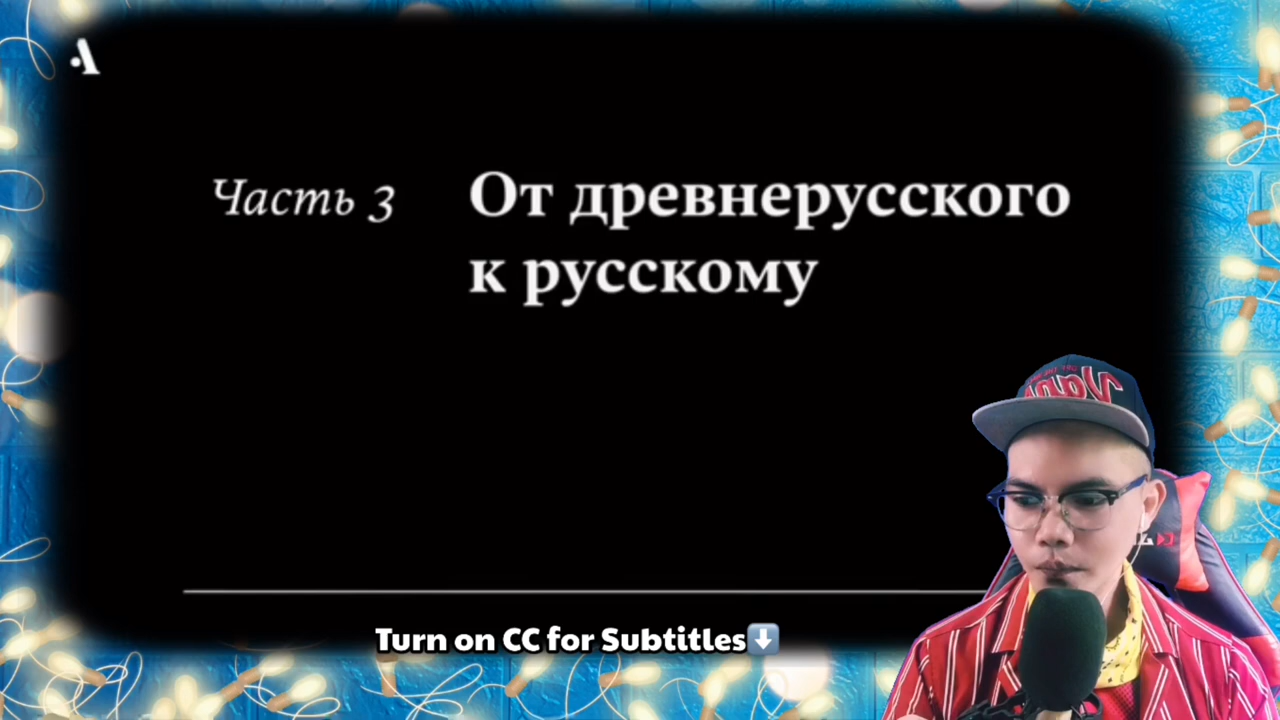 Часть 3 От древнерусского
к русскому
Turn on CC for Subtitles⬇️